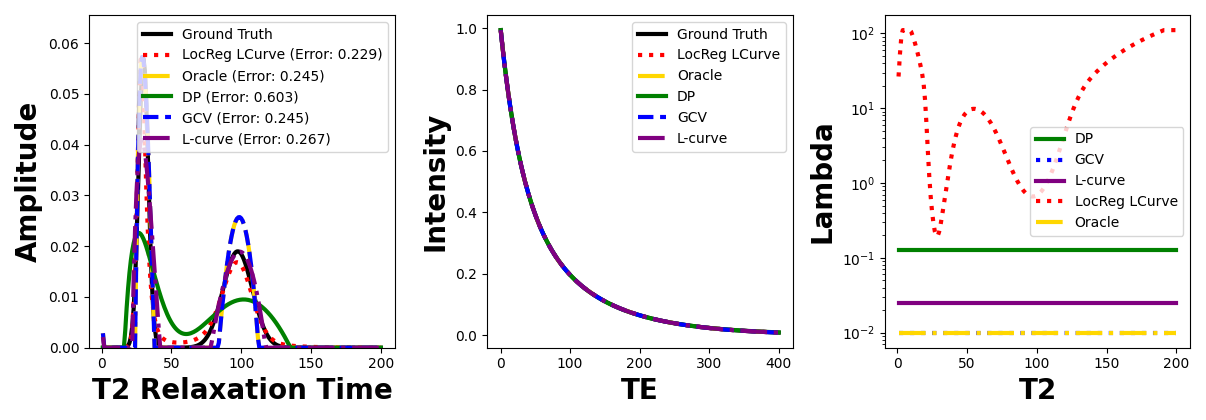 Amplitude
0.06
0.05
0.04
0.03
0.02
0.01
0.00
Ground Truth
LocReg LCurve (Error: 0.229)
Oracle (Error: 0.245)
DP (Error: 0.603)
GCV (Error: 0.245)
L-curve (Error: 0.267)
0 50 100 150 200
T2 Relaxation Time
Intensity
1.0
0.8
0.6
0.4
0.2
0.0
Ground Truth
LocReg LCurve
Oracle
DP
GCV
L-curve
0 100 200 300 400
TE
Lambda
10²
10¹
10⁰
10⁻¹
10⁻²
DP
GCV
L-curve
LocReg LCurve
Oracle
0 50 100 150 200
T2